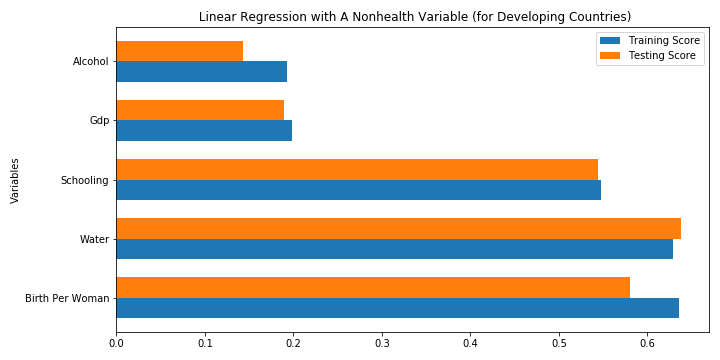 Linear Regression with A Nonhealth Variable (for Developing Countries)
Training Score
Testing Score
Variables
Alcohol
Gdp
Schooling
Water
Birth Per Woman
0.0 0.1 0.2 0.3 0.4 0.5 0.6